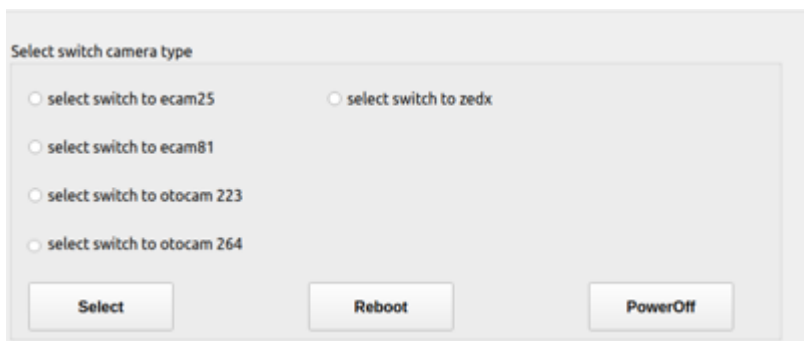 Select switch camera type
select switch to ecam25 select switch to zedx
select switch to ecam81
select switch to otocam 223
select switch to otocam 264
Select Reboot PowerOff